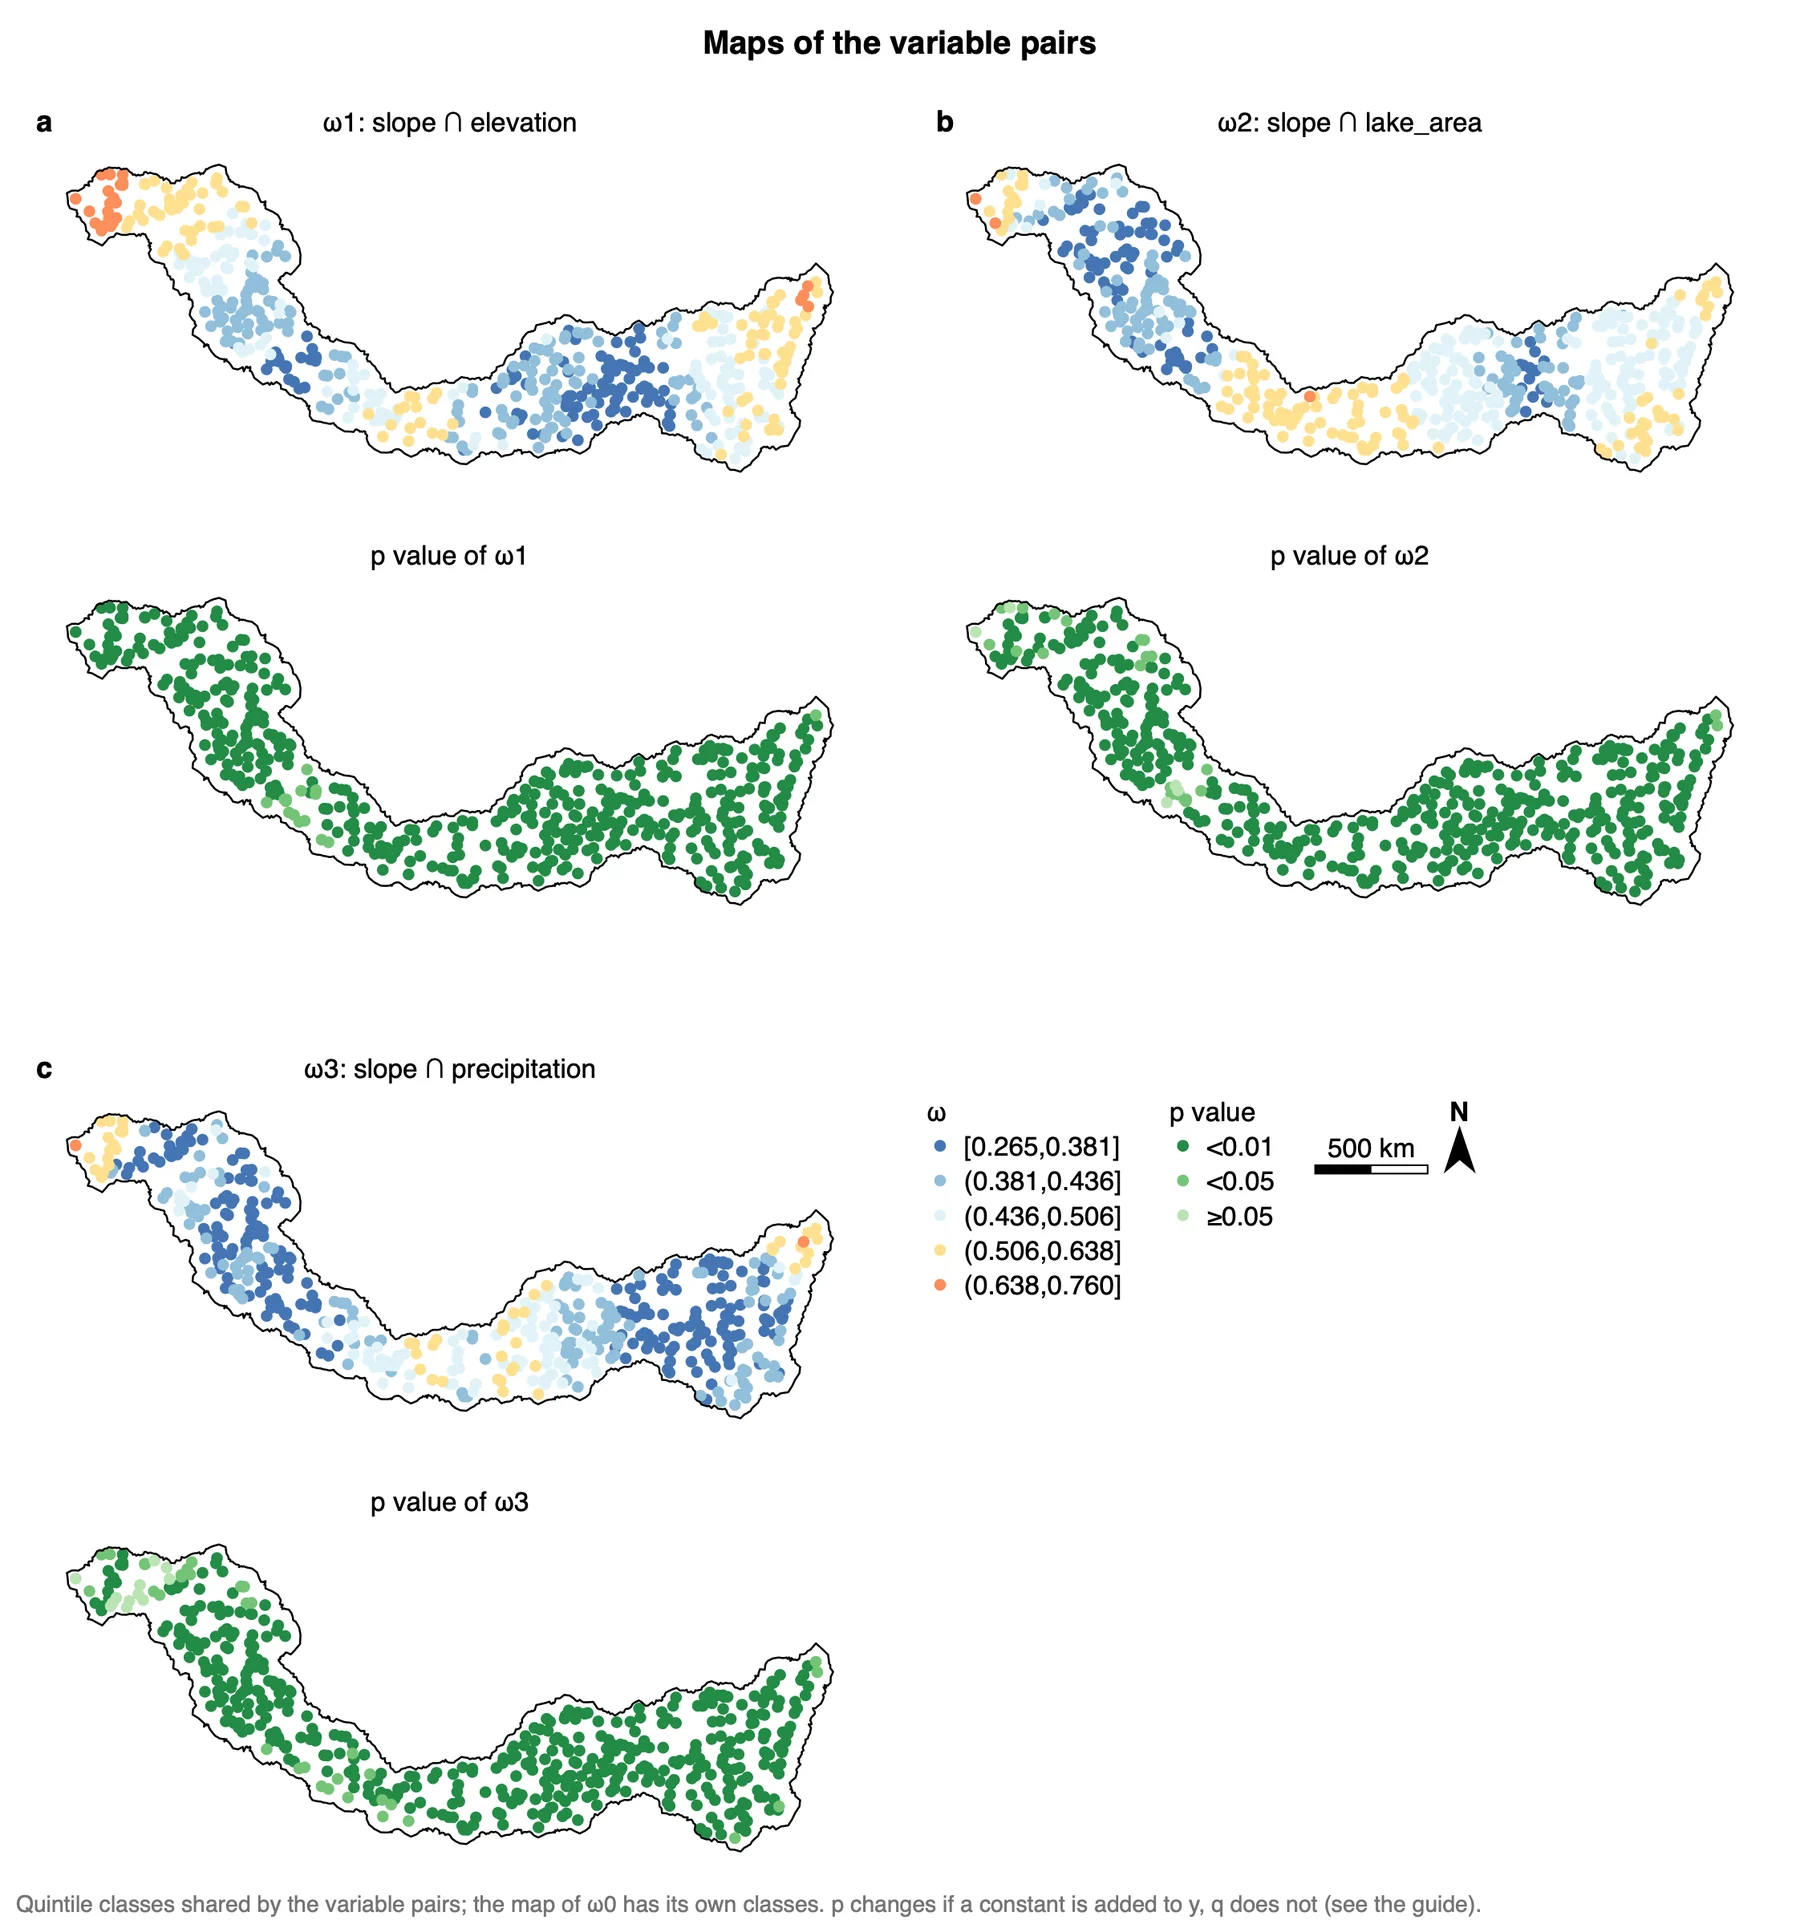 Maps of the variable pairs
a
ω1: slope ∩ elevation
b
ω2: slope ∩ lake_area
p value of ω1
p value of ω2
c
ω3: slope ∩ precipitation
ω
[0.265,0.381]
(0.381,0.436]
(0.436,0.506]
(0.506,0.638]
(0.638,0.760]
p value
<0.01
<0.05
≥0.05
500 km
N
p value of ω3
Quintile classes shared by the variable pairs; the map of ω0 has its own classes. p changes if a constant is added to y, q does not (see the guide).